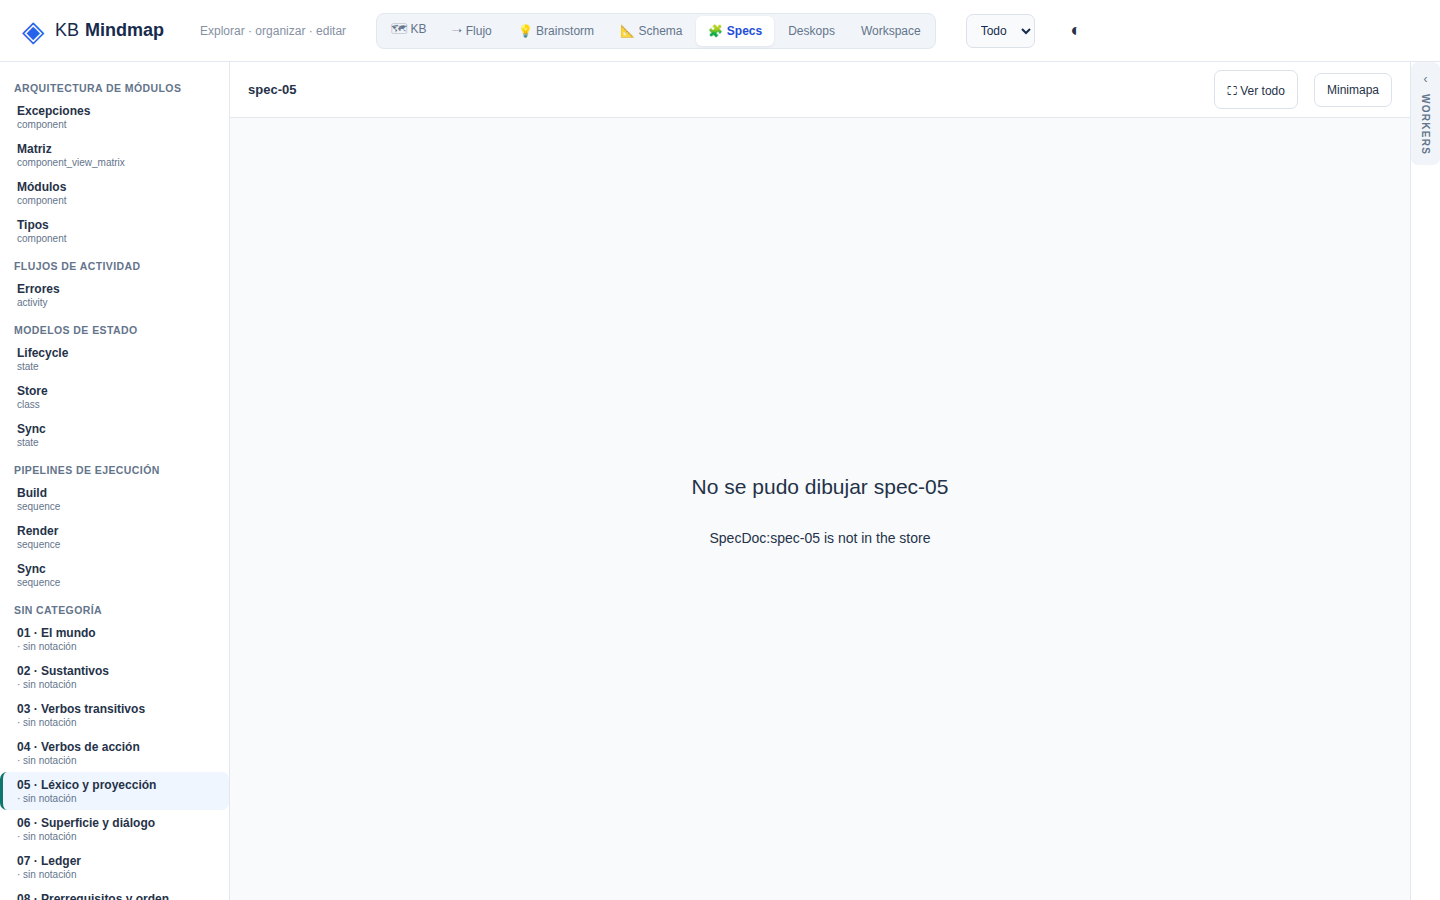 KB Mindmap
Explorar · organizar · editar
🗺 KB
→ Flujo
💡 Brainstorm
📐 Schema
🧩 Specs
Deskops
Workspace
Todo
ARQUITECTURA DE MÓDULOS
Excepciones
component
Matriz
component_view_matrix
Módulos
component
Tipos
component
FLUJOS DE ACTIVIDAD
Errores
activity
MODELOS DE ESTADO
Lifecycle
state
Store
class
Sync
state
PIPELINES DE EJECUCIÓN
Build
sequence
Render
sequence
Sync
sequence
SIN CATEGORÍA
01 · El mundo
· sin notación
02 · Sustantivos
· sin notación
03 · Verbos transitivos
· sin notación
04 · Verbos de acción
· sin notación
05 · Léxico y proyección
· sin notación
06 · Superficie y diálogo
· sin notación
07 · Ledger
· sin notación
08 · Prerrequisitos y orden
spec-05
⛶ Ver todo
Minimapa
No se pudo dibujar spec-05
SpecDoc:spec-05 is not in the store
‹
WORKERS